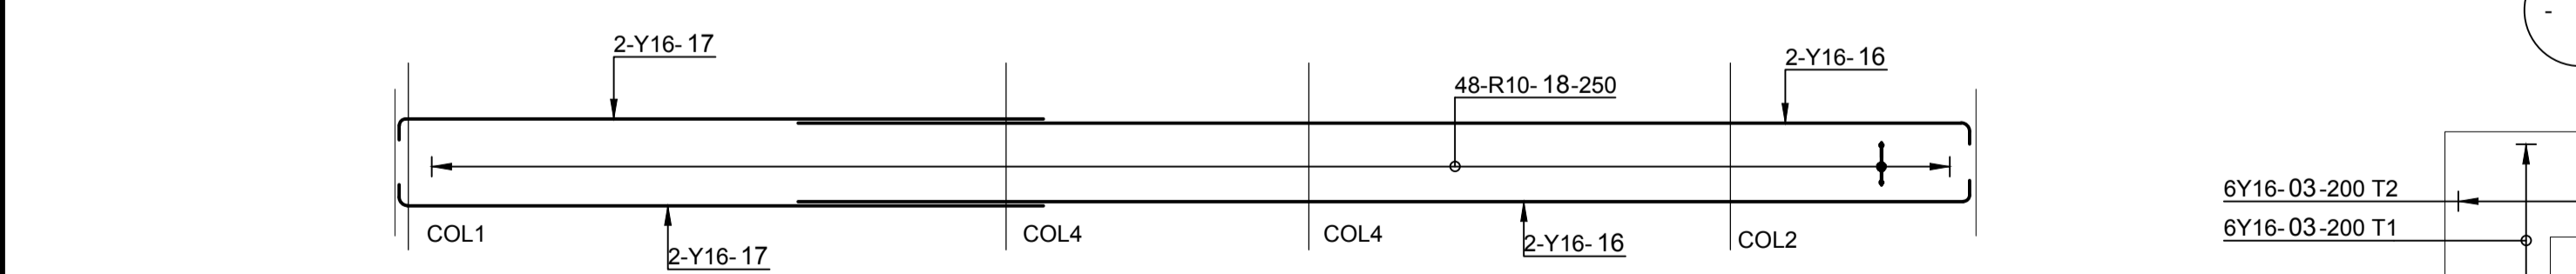 2-Y16- 17
2-Y16- 16
48-R10- 18-250
COL1
COL4
COL4
COL2
2-Y16- 17
2-Y16- 16
-
6Y16- 03 -200 T2
6Y16- 03 -200 T1